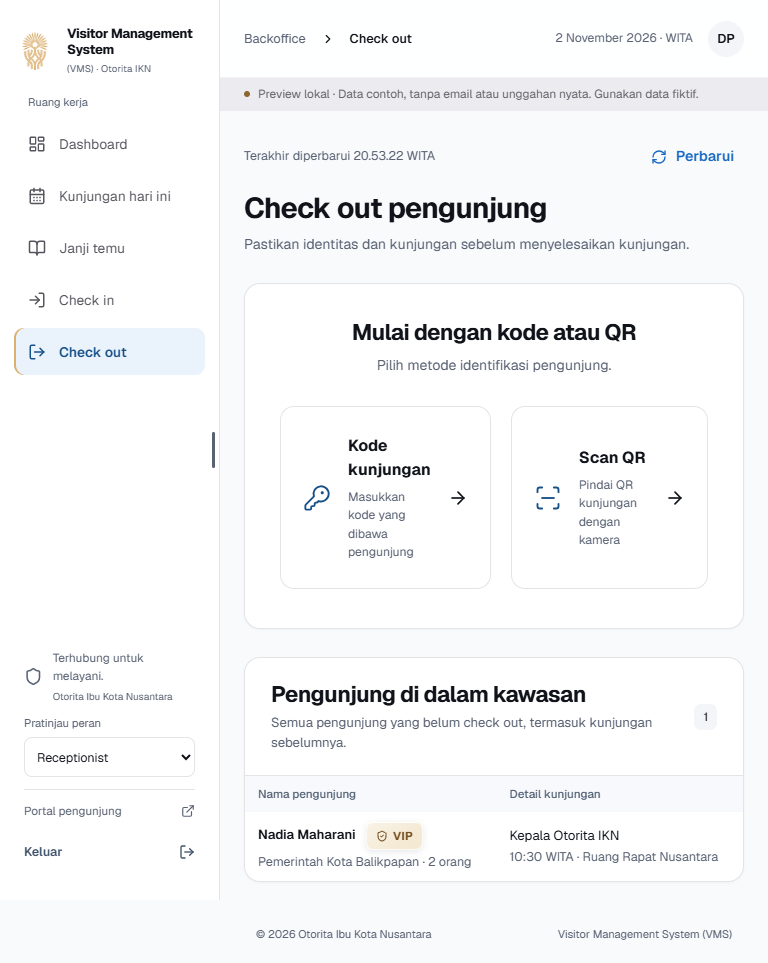 Visitor Management
System
(VMS) · Otorita IKN
Ruang kerja
Dashboard
Kunjungan hari ini
Janji temu
Check in
Check out
Terhubung untuk
melayani.
Otorita Ibu Kota Nusantara
Pratinjau peran
Receptionist
Portal pengunjung
Keluar
Backoffice
Check out
2 November 2026 · WITA
DP
Preview lokal · Data contoh, tanpa email atau unggahan nyata. Gunakan data fiktif.
Terakhir diperbarui 20.53.22 WITA
Perbarui
Check out pengunjung
Pastikan identitas dan kunjungan sebelum menyelesaikan kunjungan.
Mulai dengan kode atau QR
Pilih metode identifikasi pengunjung.
Kode
kunjungan
Masukkan
kode yang
dibawa
pengunjung
Scan QR
Pindai QR
kunjungan
dengan
kamera
Pengunjung di dalam kawasan
Semua pengunjung yang belum check out, termasuk kunjungan
sebelumnya.
1
Nama pengunjung
Detail kunjungan
Nadia Maharani
VIP
Pemerintah Kota Balikpapan · 2 orang
Kepala Otorita IKN
10:30 WITA · Ruang Rapat Nusantara
© 2026 Otorita Ibu Kota Nusantara
Visitor Management System (VMS)